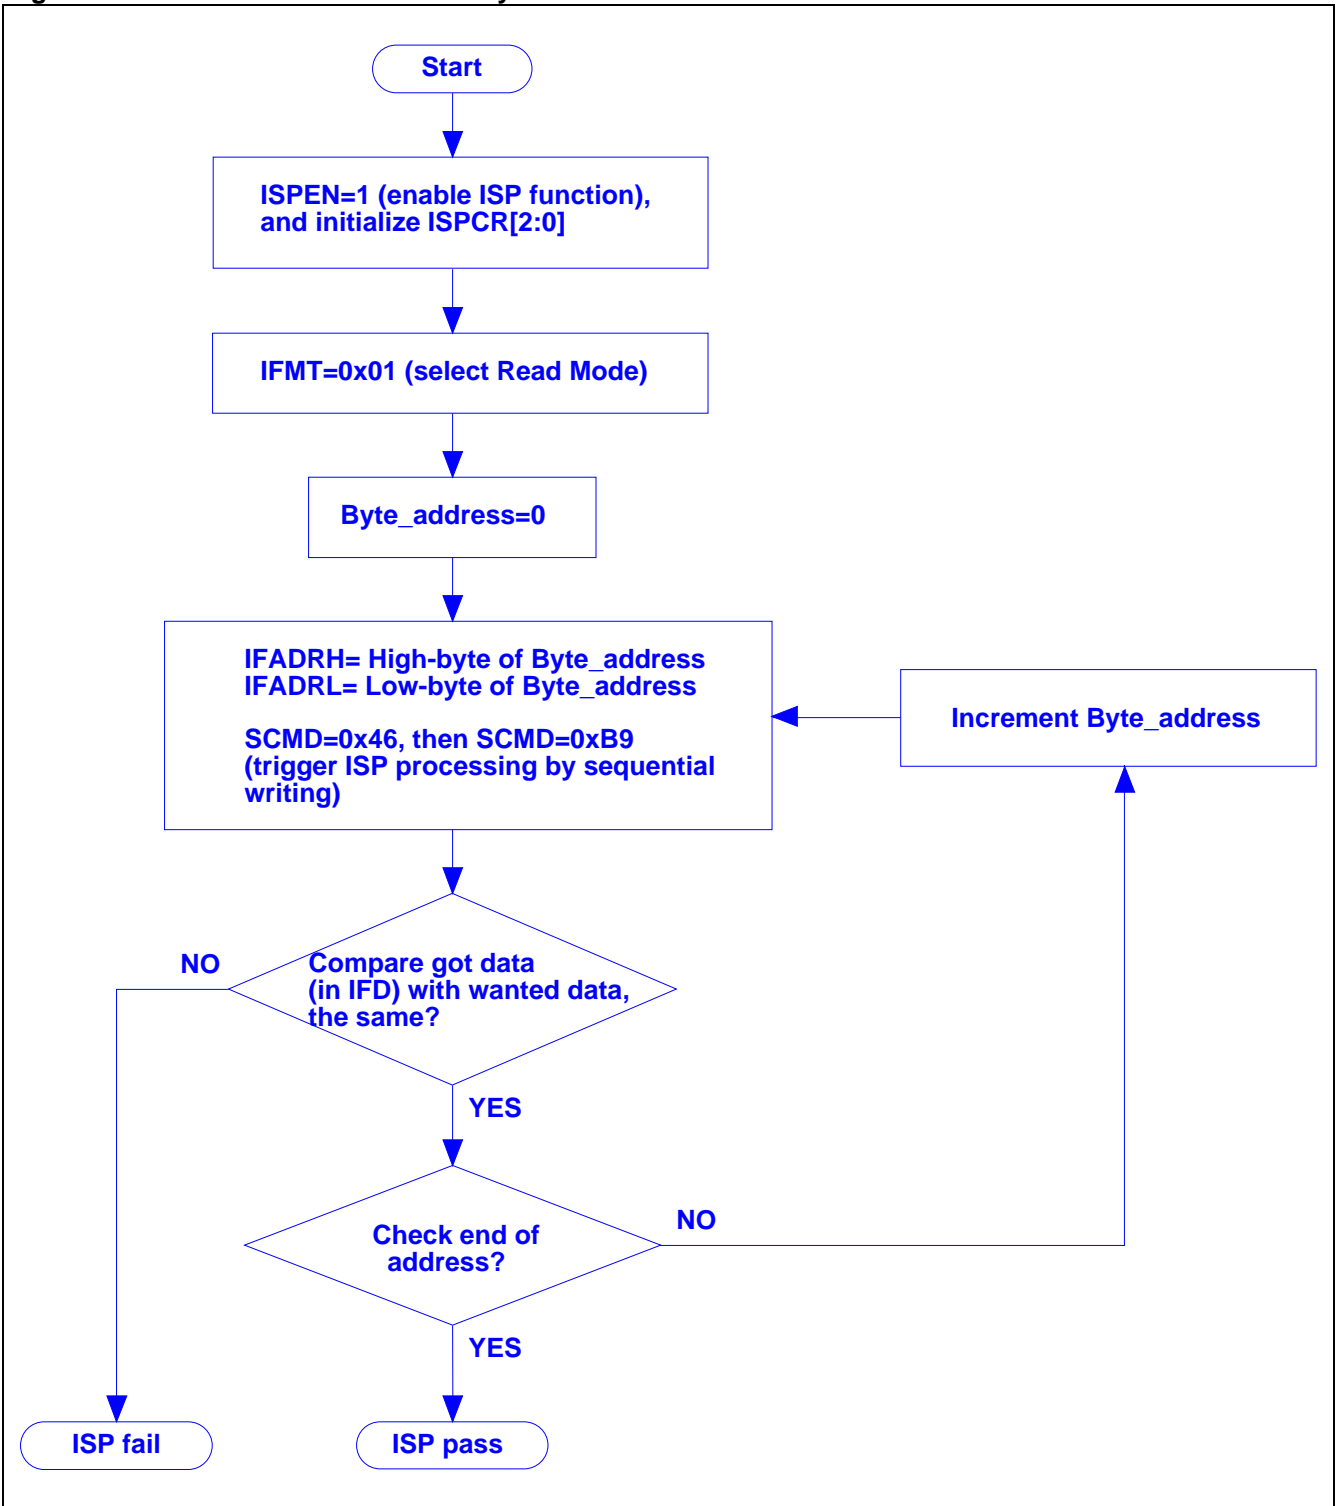 Start
ISPEN=1 (enable ISP function),
and initialize ISPCR[2:0]
IFMT=0x01 (select Read Mode)
Byte_address=0
IFADRH= High-byte of Byte_address
IFADRL= Low-byte of Byte_address
SCMD=0x46, then SCMD=0xB9
(trigger ISP processing by sequential
writing)
Increment Byte_address
NO
Compare got data
(in IFD) with wanted data,
the same?
YES
NO
Check end of
address?
YES
ISP fail
ISP pass